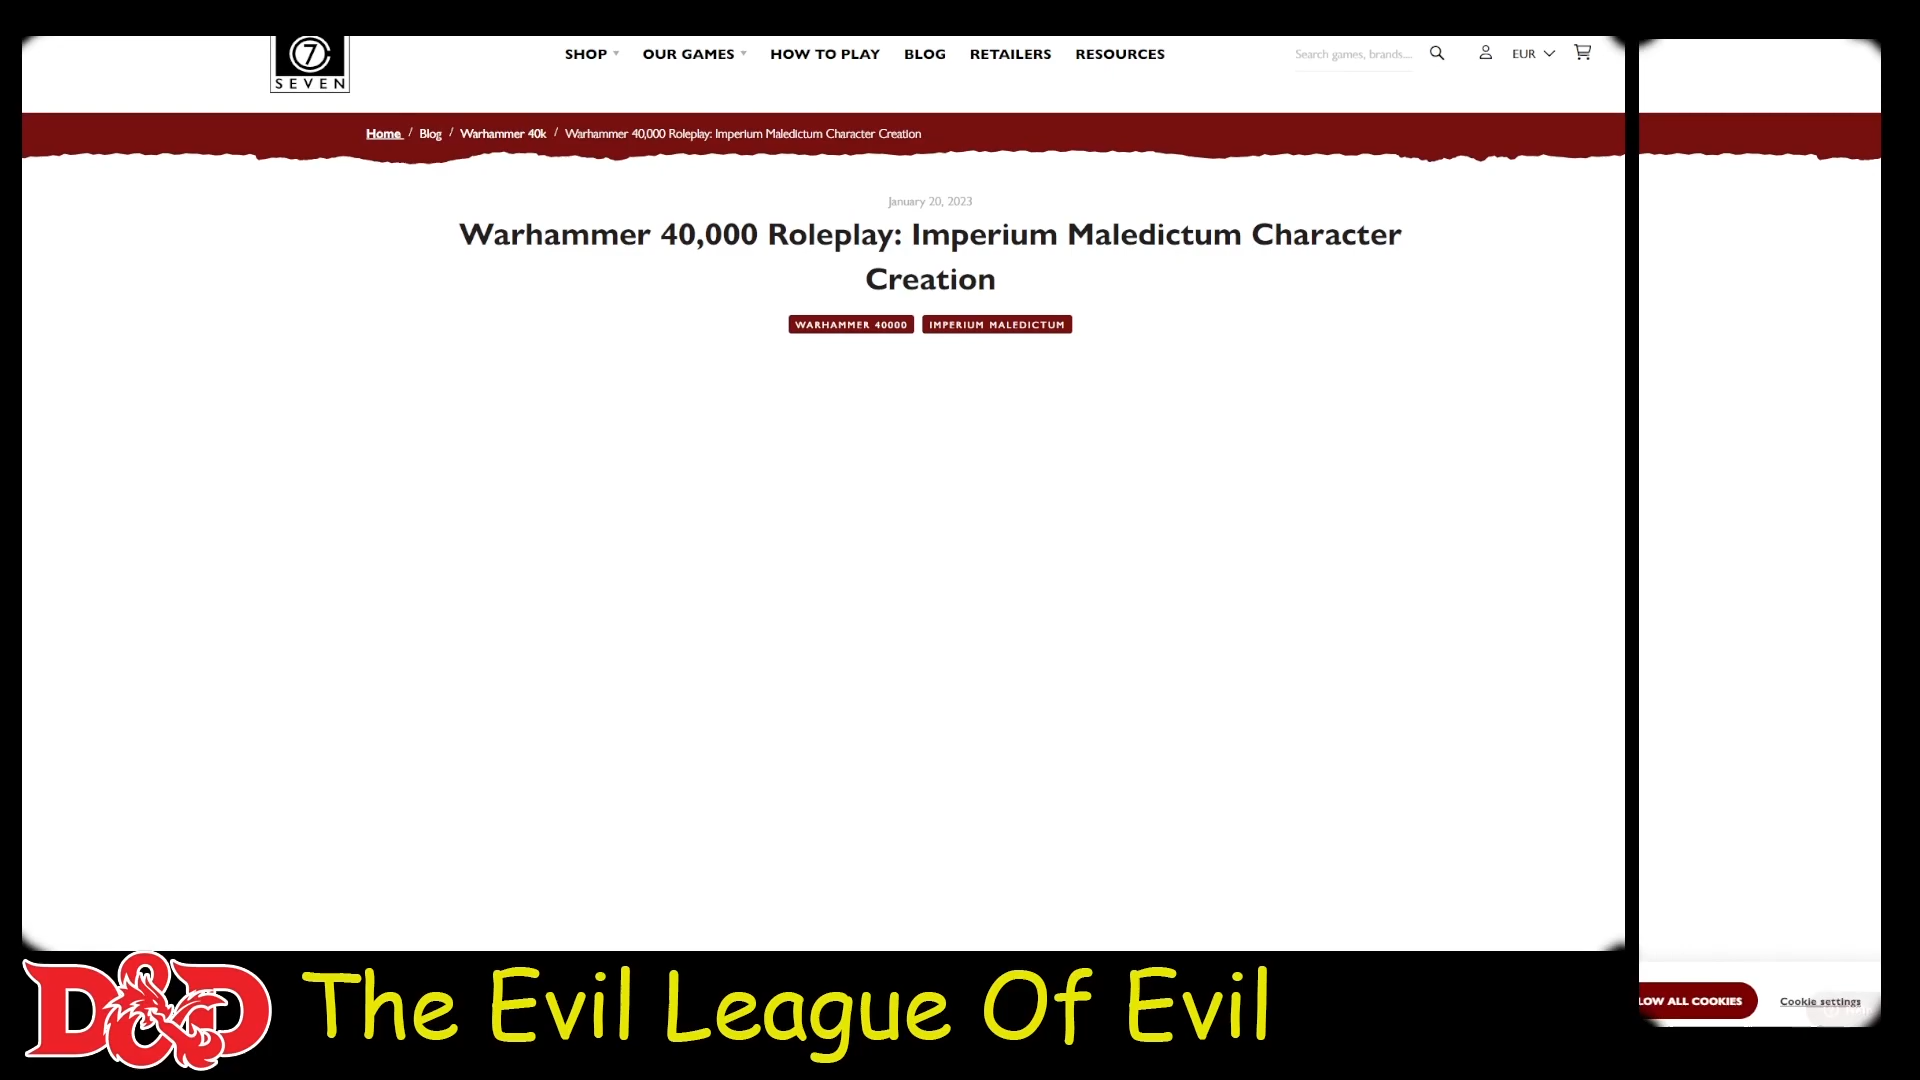 7
SEVEN
SHOP OUR GAMES HOW TO PLAY BLOG RETAILERS RESOURCES
Search games, brands....
EUR
Home / Blog / Warhammer 40k / Warhammer 40,000 Roleplay: Imperium Maledictum Character Creation
January 20, 2023
Warhammer 40,000 Roleplay: Imperium Maledictum Character
Creation
WARHAMMER 40000 IMPERIUM MALEDICTUM
LOW ALL COOKIES Cookie settings
D&D The Evil League Of Evil